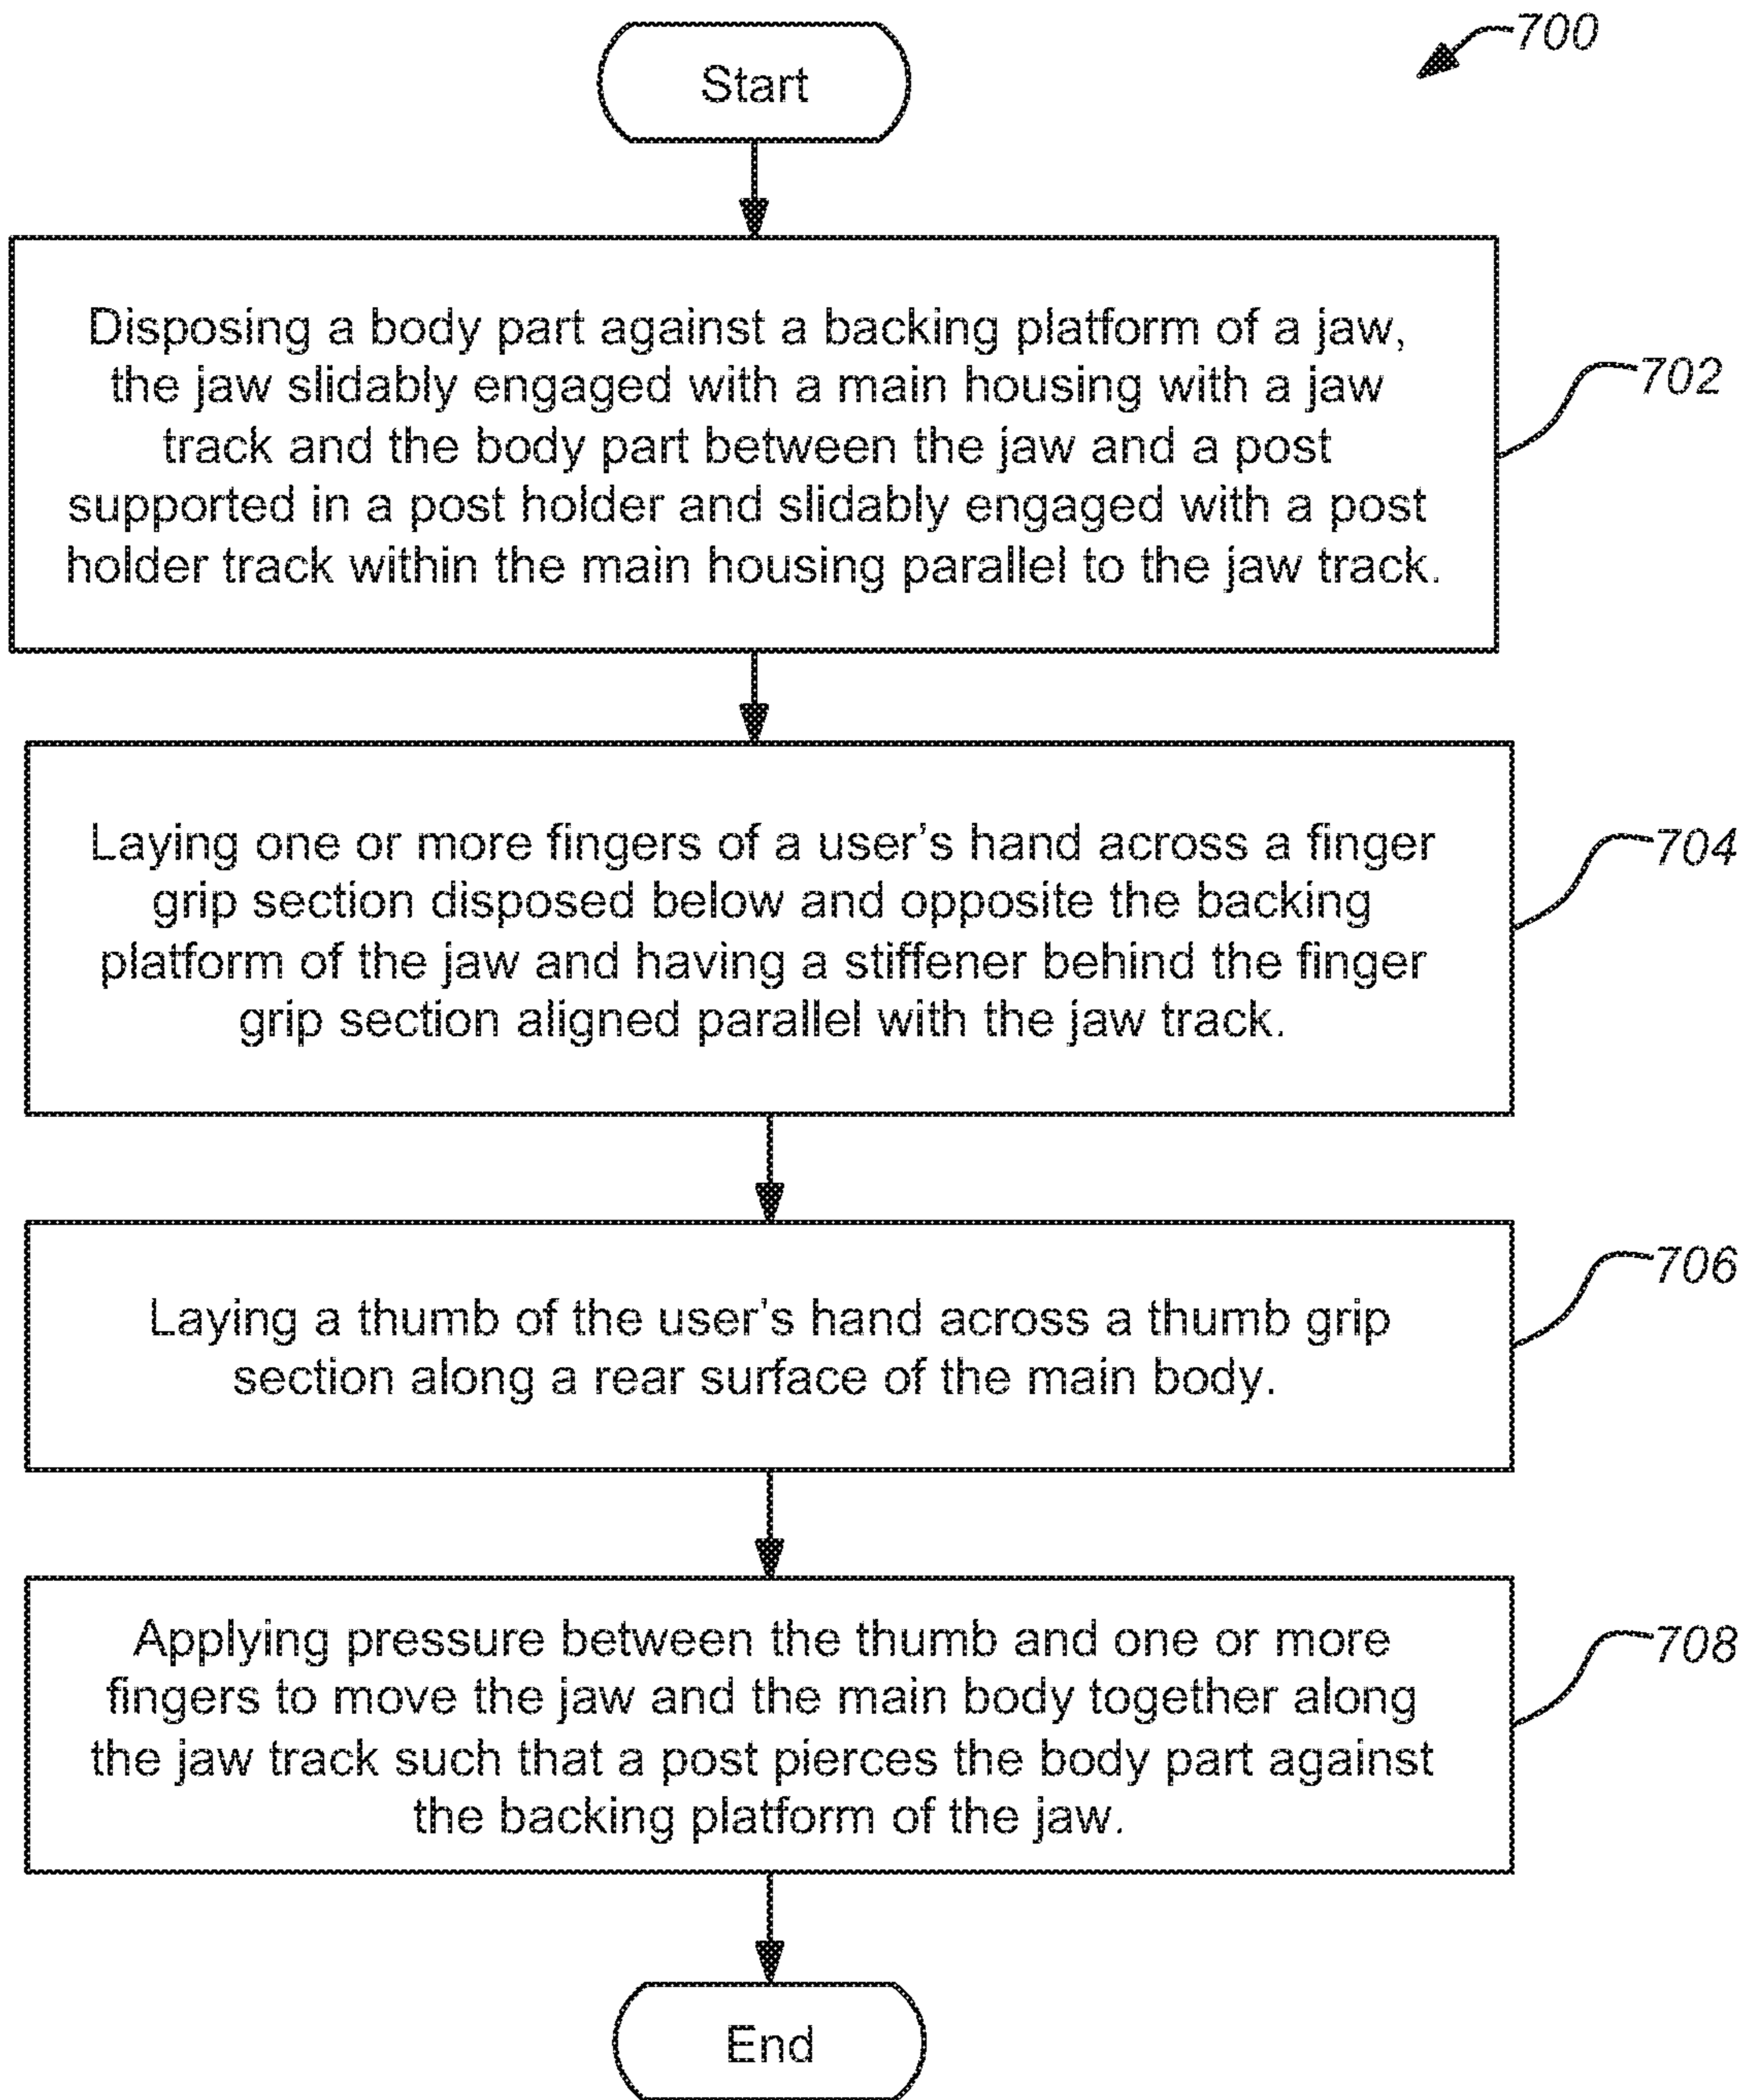 700
Start
Disposing a body part against a backing platform of a jaw,
the jaw slidably engaged with a main housing with a jaw
track and the body part between the jaw and a post
supported in a post holder and slidably engaged with a post
holder track within the main housing parallel to the jaw track.
702
Laying one or more fingers of a user's hand across a finger
grip section disposed below and opposite the backing
platform of the jaw and having a stiffener behind the finger
grip section aligned parallel with the jaw track.
704
Laying a thumb of the user's hand across a thumb grip
section along a rear surface of the main body.
706
Applying pressure between the thumb and one or more
fingers to move the jaw and the main body together along
the jaw track such that a post pierces the body part against
the backing platform of the jaw.
708
End